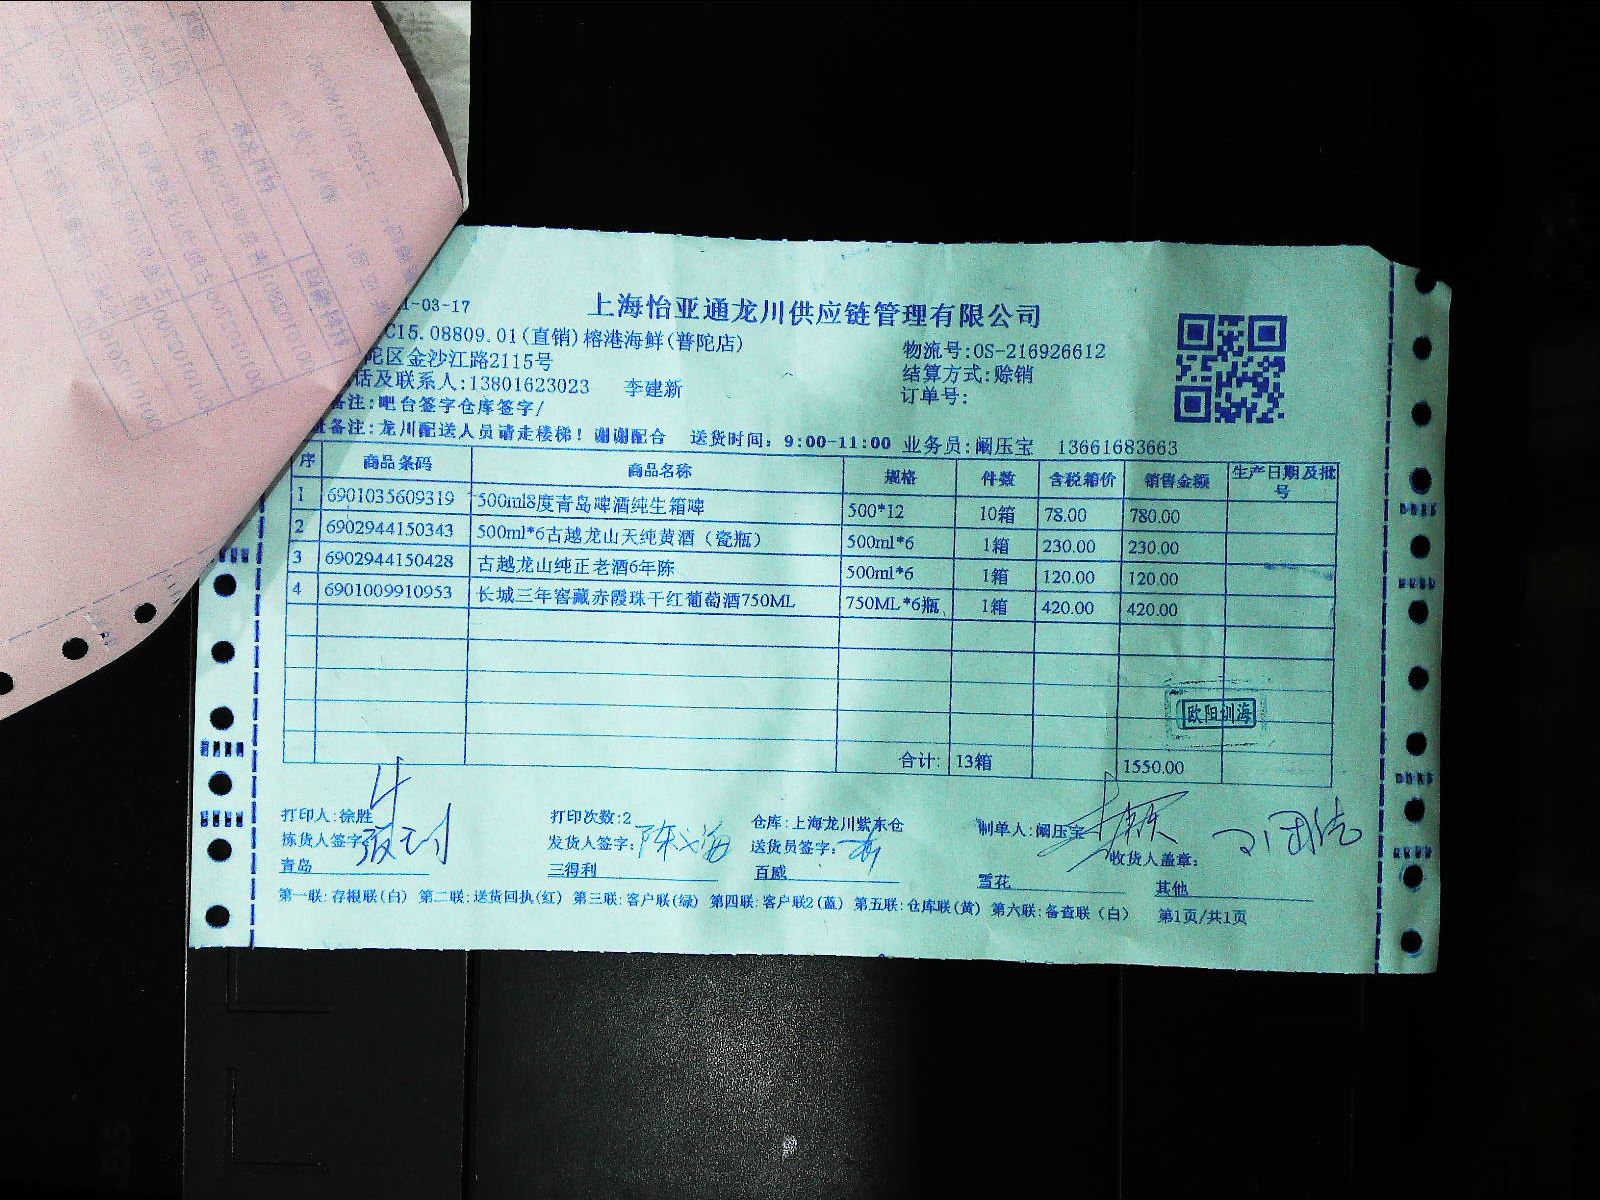 1-03-17
上海怡亚通龙川供应链管理有限公司
C15.08809.01(直销)榕港海鲜(普陀店)
物流号:OS-216926612
陀区金沙江路2115号
结算方式:赊销
话及联系人:13801623023 李建新
订单号:
备注:吧台签字仓库签字/
备注:龙川配送人员请走楼梯！谢谢配合 送货时间：9:00-11:00 业务员:阚压宝 13661683663
序 商品条码 商品名称 规格 件数 含税箱价 销售金额 生产日期及批号
1 6901035609319 500ml8度青岛啤酒纯生箱啤 500*12 10箱 78.00 780.00
2 6902944150343 500ml*6古越龙山天纯黄酒（瓷瓶） 500ml*6 1箱 230.00 230.00
3 6902944150428 古越龙山纯正老酒6年陈 500ml*6 1箱 120.00 120.00
4 6901009910953 长城三年窖藏赤霞珠干红葡萄酒750ML 750ML*6瓶 1箱 420.00 420.00
欧阳训海
合计: 13箱 1550.00
打印人:徐胜 打印次数:2 仓库:上海龙川紫东仓 制单人:阚压宝
拣货人签字 发货人签字: 送货员签字: 收货人盖章:
青岛 三得利 百威 雪花 其他
第一联:存根联(白) 第二联:送货回执(红) 第三联:客户联(绿) 第四联:客户联2(蓝) 第五联:仓库联(黄) 第六联:备查联（白） 第1页/共1页